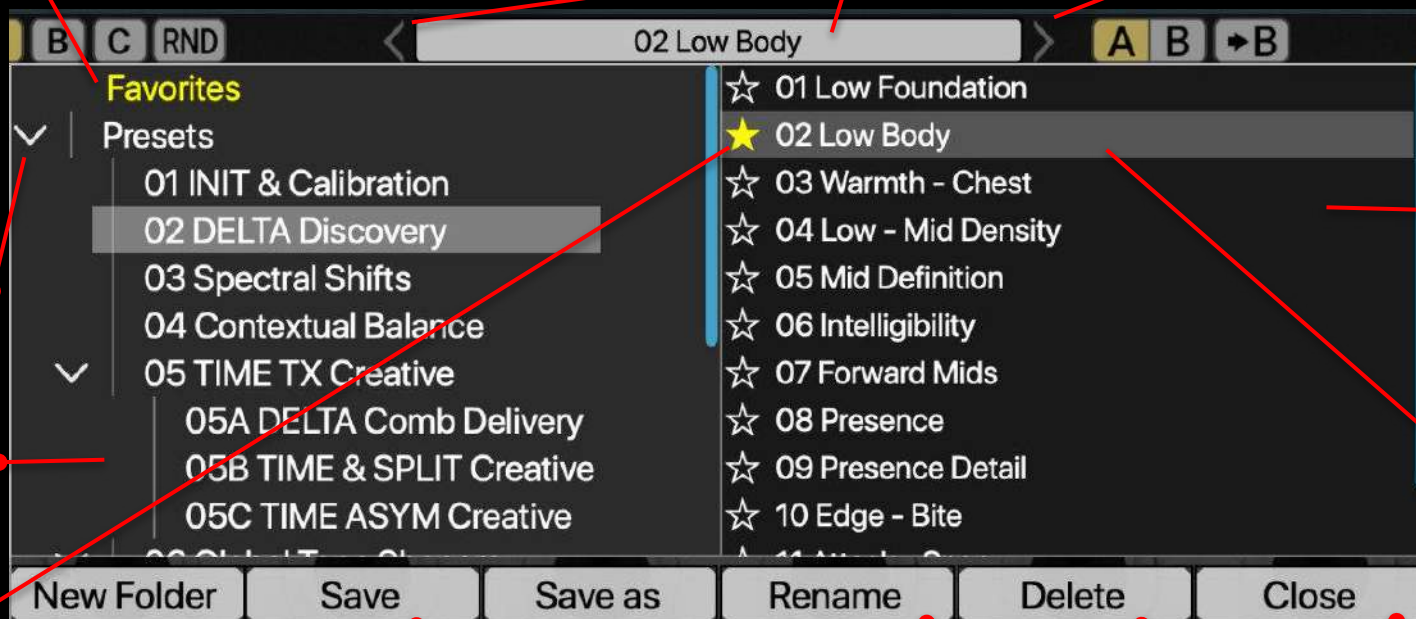 B C RND < 02 Low Body > A B →B
Favorites
Presets
01 INIT & Calibration
02 DELTA Discovery
03 Spectral Shifts
04 Contextual Balance
05 TIME TX Creative
05A DELTA Comb Delivery
05B TIME & SPLIT Creative
05C TIME ASYM Creative
01 Low Foundation
02 Low Body
03 Warmth - Chest
04 Low - Mid Density
05 Mid Definition
06 Intelligibility
07 Forward Mids
08 Presence
09 Presence Detail
10 Edge - Bite
New Folder Save Save as Rename Delete Close